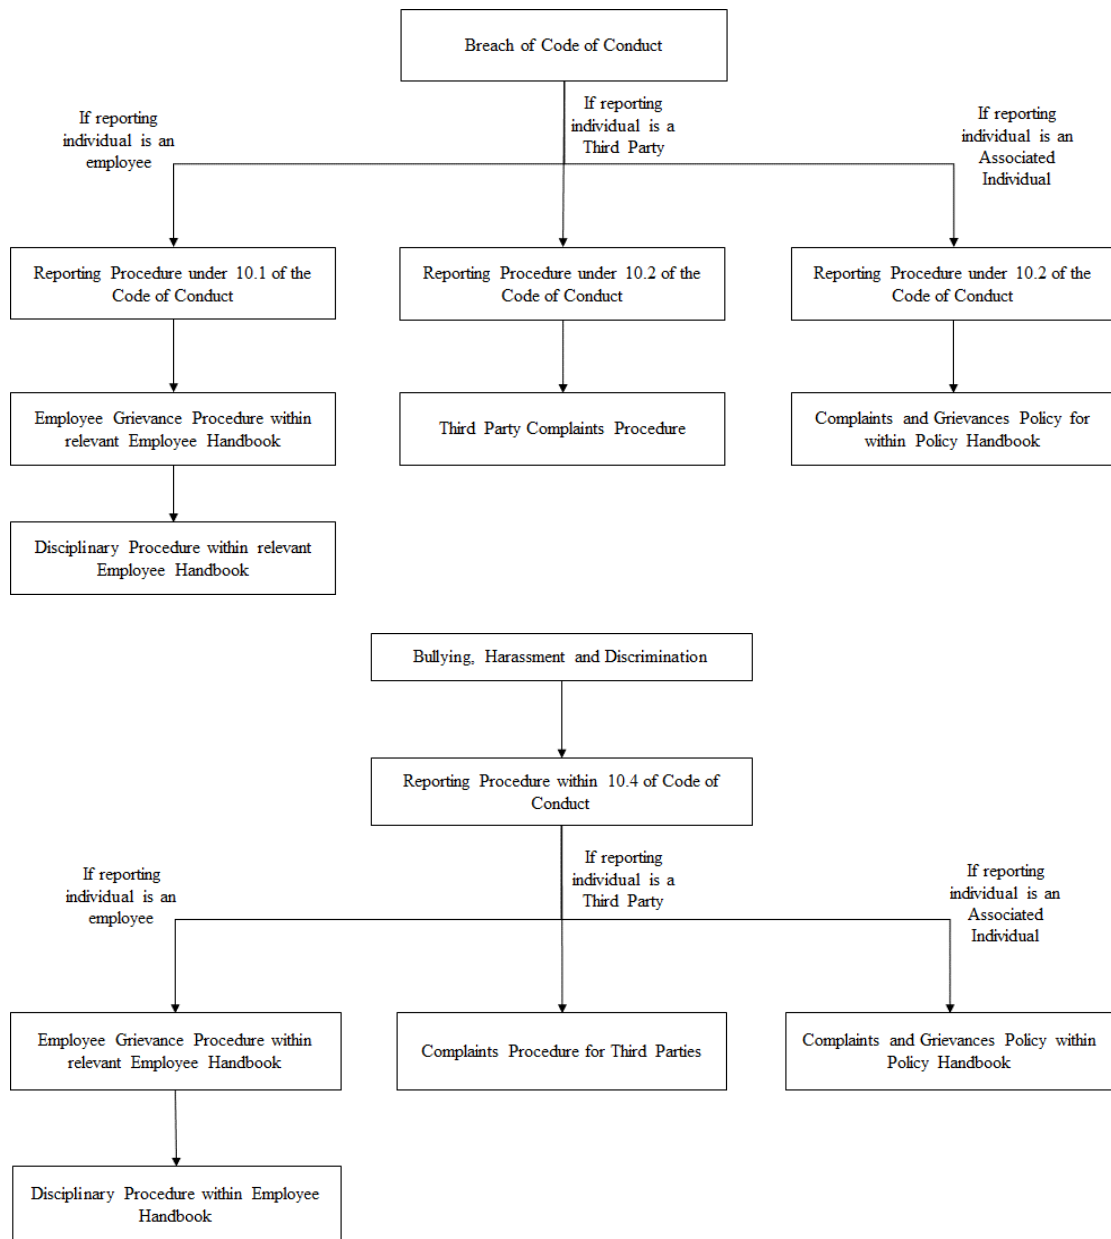 Breach of Code of Conduct
If reporting
individual is an
employee
If reporting
individual is a
Third Party
If reporting
individual is an
Associated
Individual
Reporting Procedure under 10.1 of the
Code of Conduct
Reporting Procedure under 10.2 of the
Code of Conduct
Reporting Procedure under 10.2 of the
Code of Conduct
Employee Grievance Procedure within
relevant Employee Handbook
Third Party Complaints Procedure
Complaints and Grievances Policy for
within Policy Handbook
Disciplinary Procedure within relevant
Employee Handbook
Bullying, Harassment and Discrimination
Reporting Procedure within 10.4 of Code of
Conduct
If reporting
individual is an
employee
If reporting
individual is a
Third Party
If reporting
individual is an
Associated
Individual
Employee Grievance Procedure within
relevant Employee Handbook
Complaints Procedure for Third Parties
Complaints and Grievances Policy within
Policy Handbook
Disciplinary Procedure within Employee
Handbook